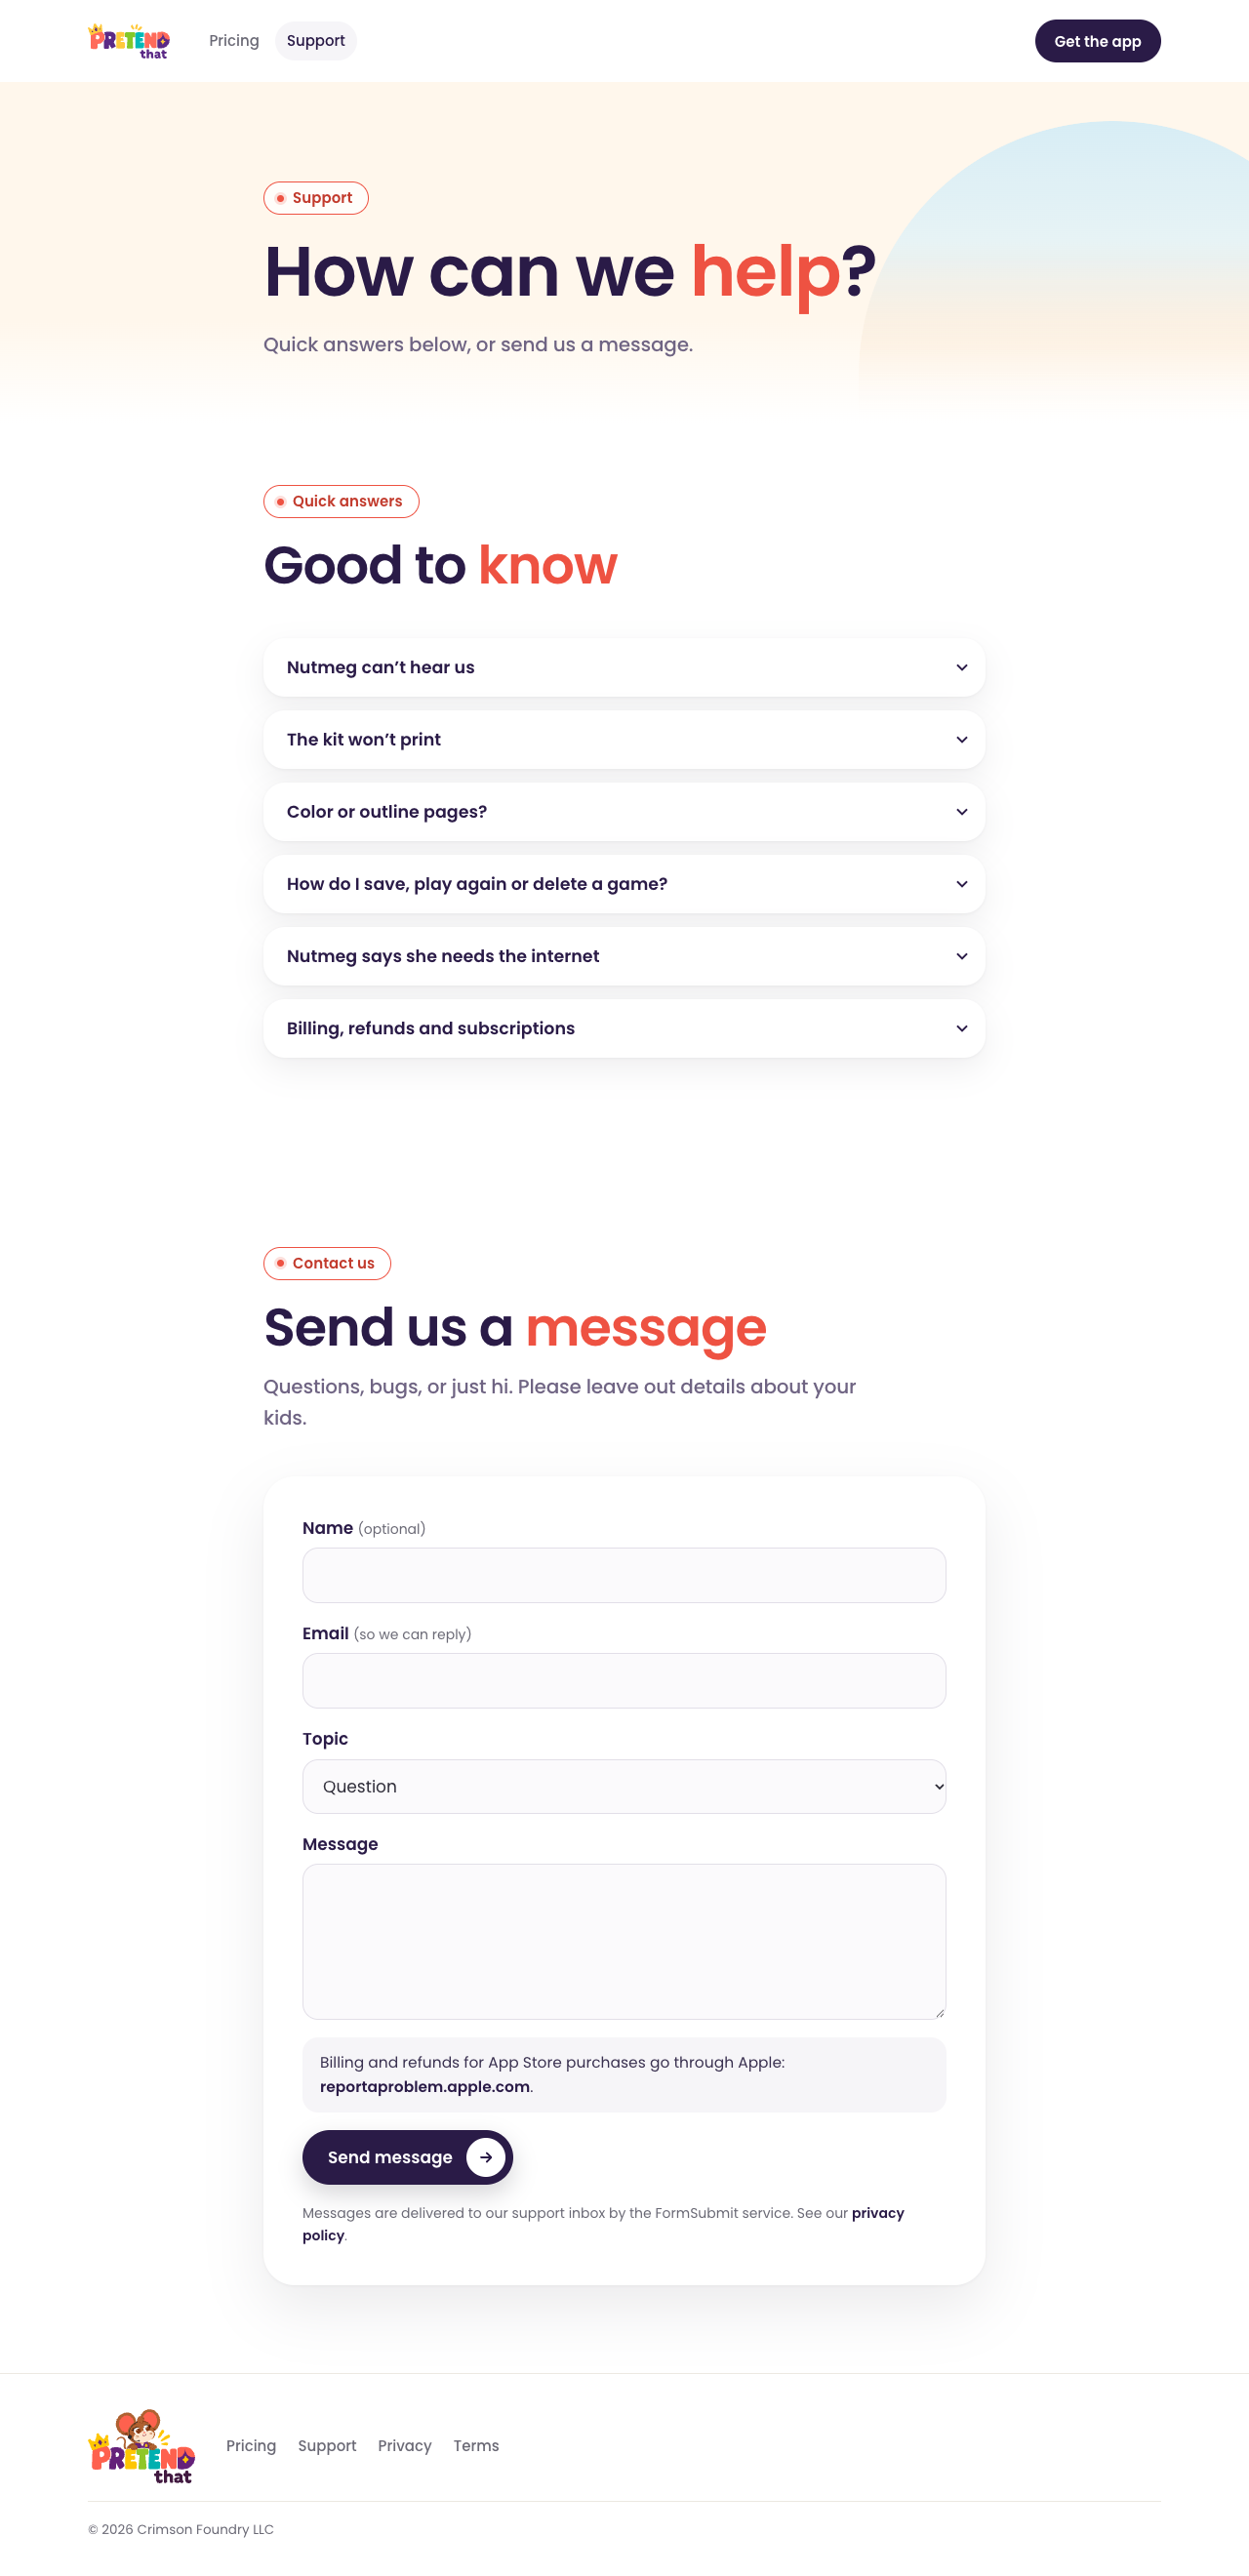 PRETEND
that
Pricing
Support
Get the app
Support
How can we help?
Quick answers below, or send us a message.
Quick answers
Good to know
Nutmeg can’t hear us
The kit won’t print
Color or outline pages?
How do I save, play again or delete a game?
Nutmeg says she needs the internet
Billing, refunds and subscriptions
Contact us
Send us a message
Questions, bugs, or just hi. Please leave out details about your
kids.
Name (optional)
Email (so we can reply)
Topic
Question
Message
Billing and refunds for App Store purchases go through Apple:
reportaproblem.apple.com.
Send message
Messages are delivered to our support inbox by the FormSubmit service. See our privacy
policy.
PRETEND
that
Pricing
Support
Privacy
Terms
© 2026 Crimson Foundry LLC